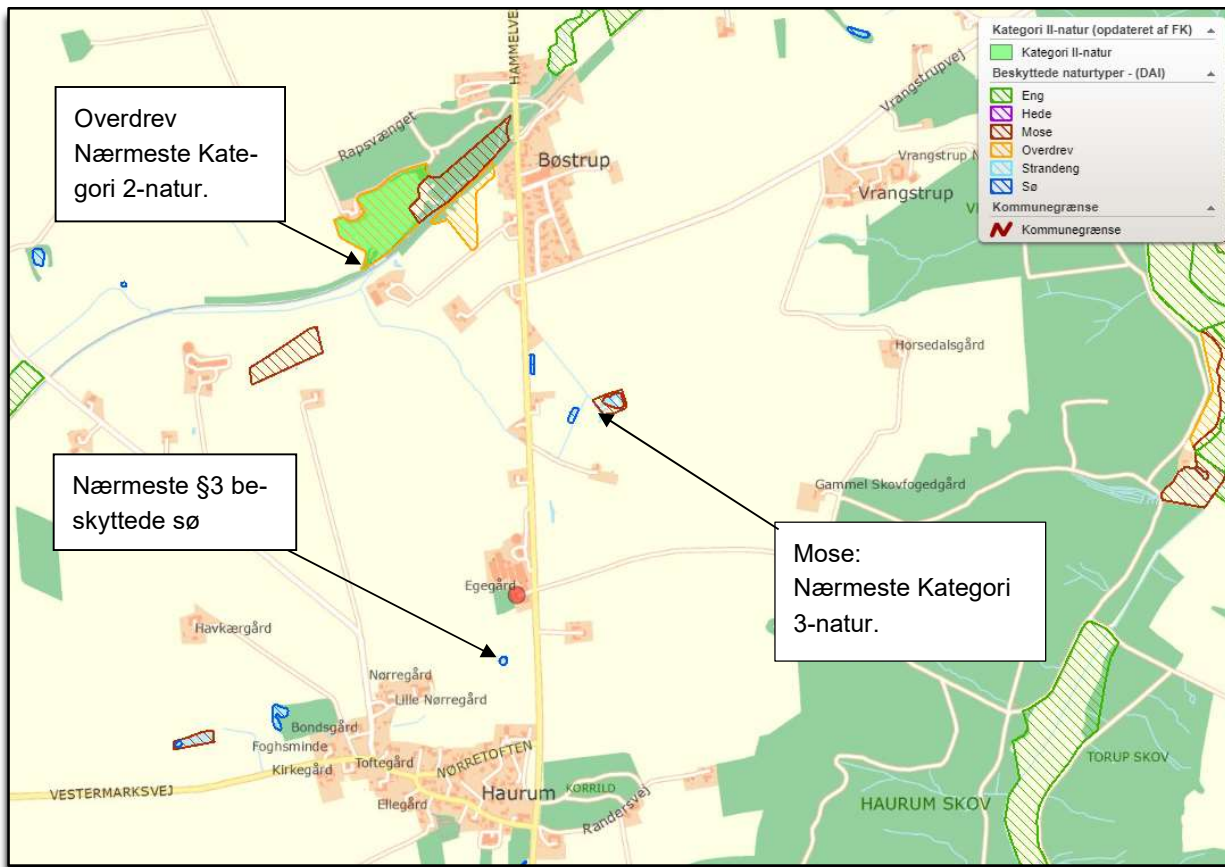 Kategori II-natur (opdateret af FK)
Kategori II-natur
Beskyttede naturtyper - (DAI)
Eng
Hede
Mose
Overdrev
Strandeng
Sø
Kommunegrænse
Kommunegrænse
HAMMELVE
Overdrev
Nærmeste Kate-
gori 2-natur.
Rapsvænget
Bøstrup
Vrangstrupvej
Vrangstrup N
Vrangstrup
Horsedalsgård
Nærmeste §3 be-
skyttede sø
Gammel Skovfogedgård
Mose:
Nærmeste Kategori
3-natur.
Egegård
Havkærgård
Nørregård
Lille Nørregård
Bondsgård
Foghsminde
Kirkegård
Toftegård
NØRRETOFTEN
VESTERMARKSVEJ
Ellegård
Haurum
KORRILD
Randersvej
HAURUM SKOV
TORUP SKOV